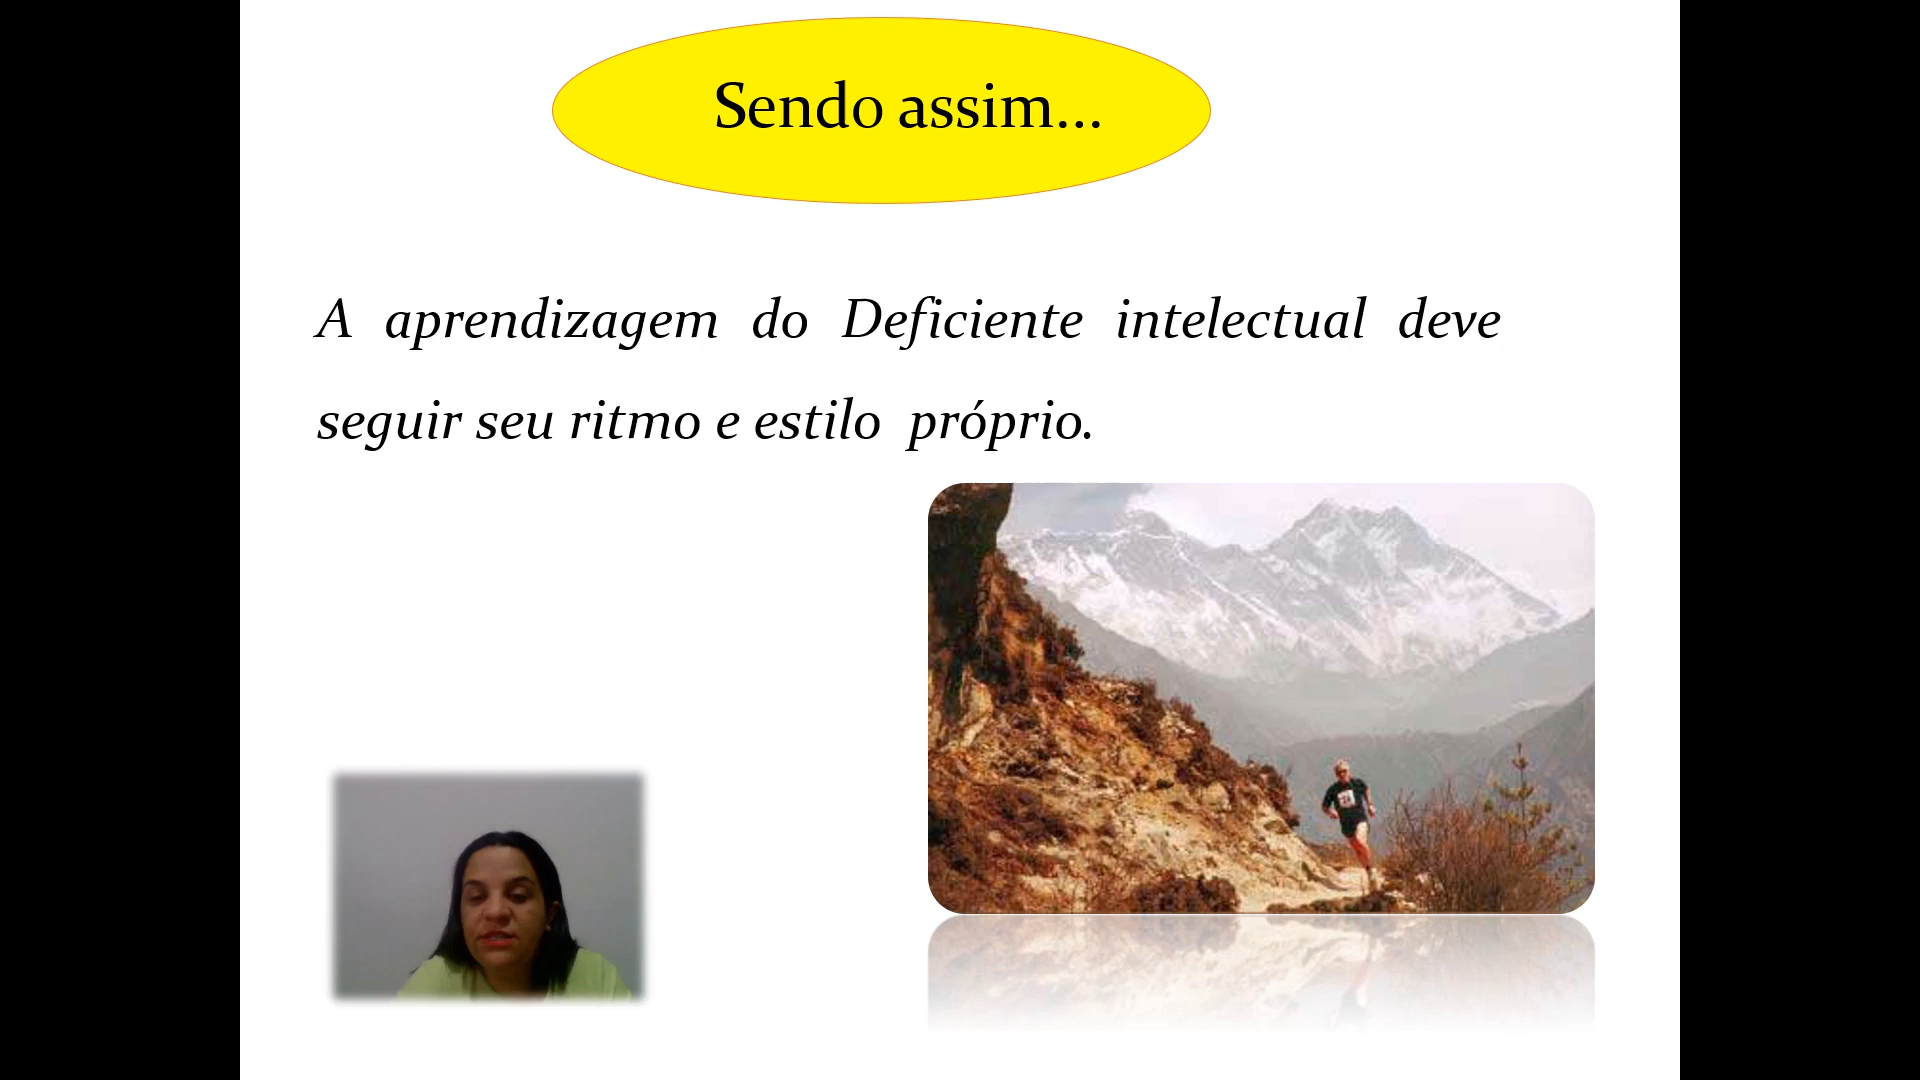 Sendo assim...
A aprendizagem do Deficiente intelectual deve
seguir seu ritmo e estilo próprio.